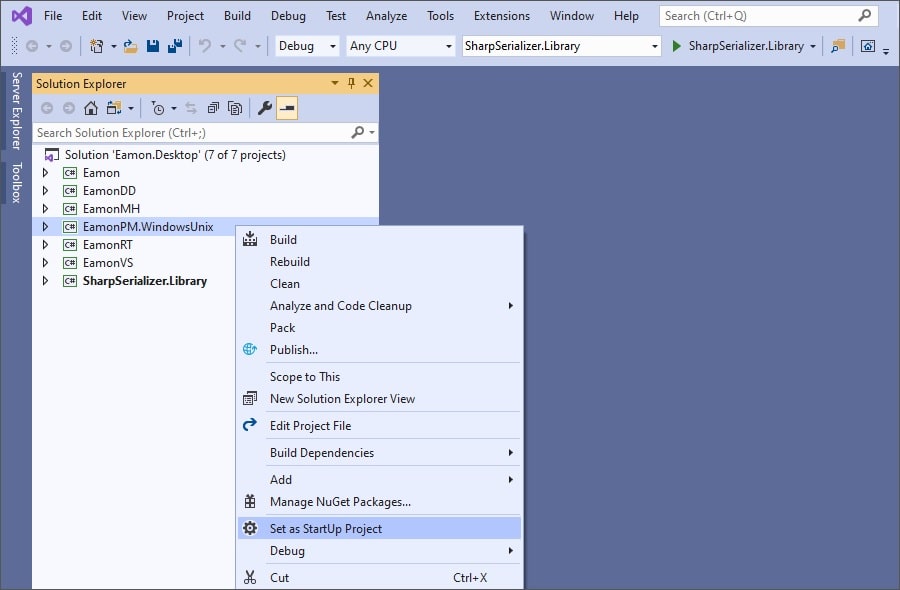 File Edit View Project Build Debug Test Analyze Tools Extensions Window Help Search (Ctrl+Q)
Debug Any CPU SharpSerializer.Library SharpSerializer.Library
Server Explorer
Toolbox
Solution Explorer
Search Solution Explorer (Ctrl+;)
Solution 'Eamon.Desktop' (7 of 7 projects)
C# Eamon
C# EamonDD
C# EamonMH
C# EamonPM.WindowsUnix
C# EamonRT
C# EamonVS
C# SharpSerializer.Library
Build
Rebuild
Clean
Analyze and Code Cleanup
Pack
Publish...
Scope to This
New Solution Explorer View
Edit Project File
Build Dependencies
Add
Manage NuGet Packages...
Set as StartUp Project
Debug
Cut Ctrl+X